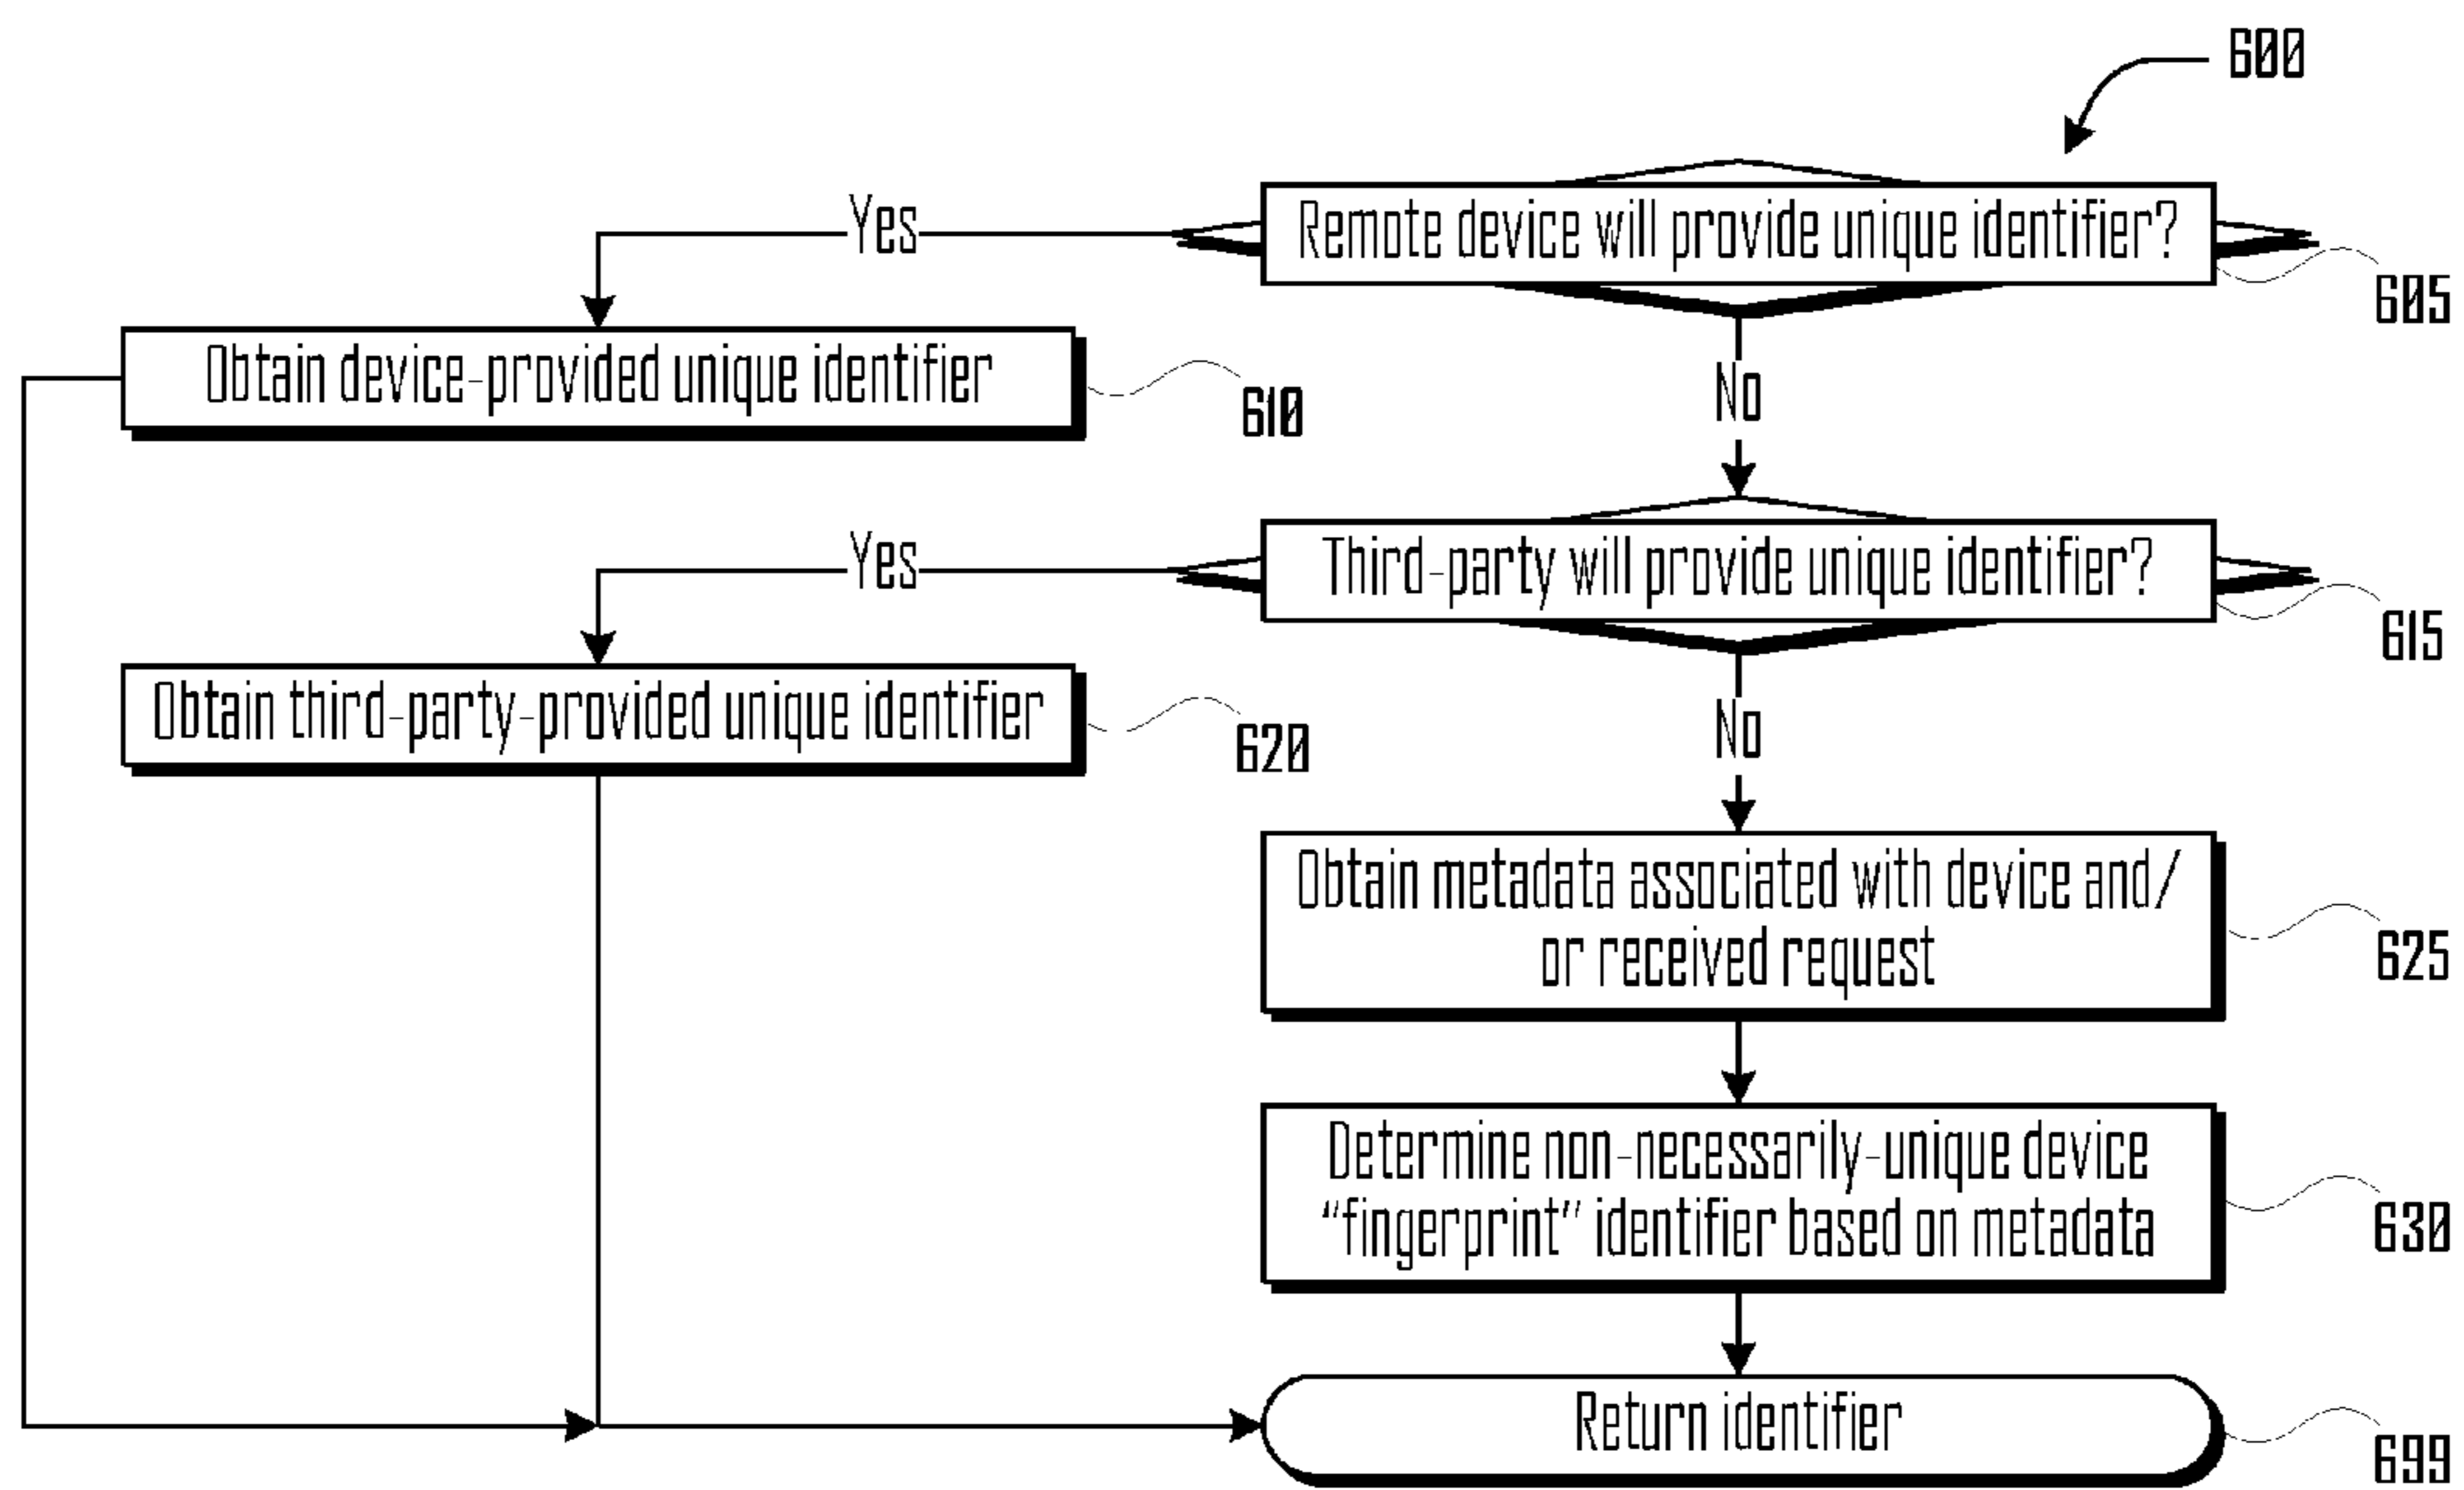 600
Remote device will provide unique identifier?
605
Yes
No
Obtain device-provided unique identifier
610
Third-party will provide unique identifier?
615
Yes
No
Obtain third-party-provided unique identifier
620
Obtain metadata associated with device and/
or received request
625
Determine non-necessarily-unique device
“fingerprint” identifier based on metadata
630
Return identifier
699